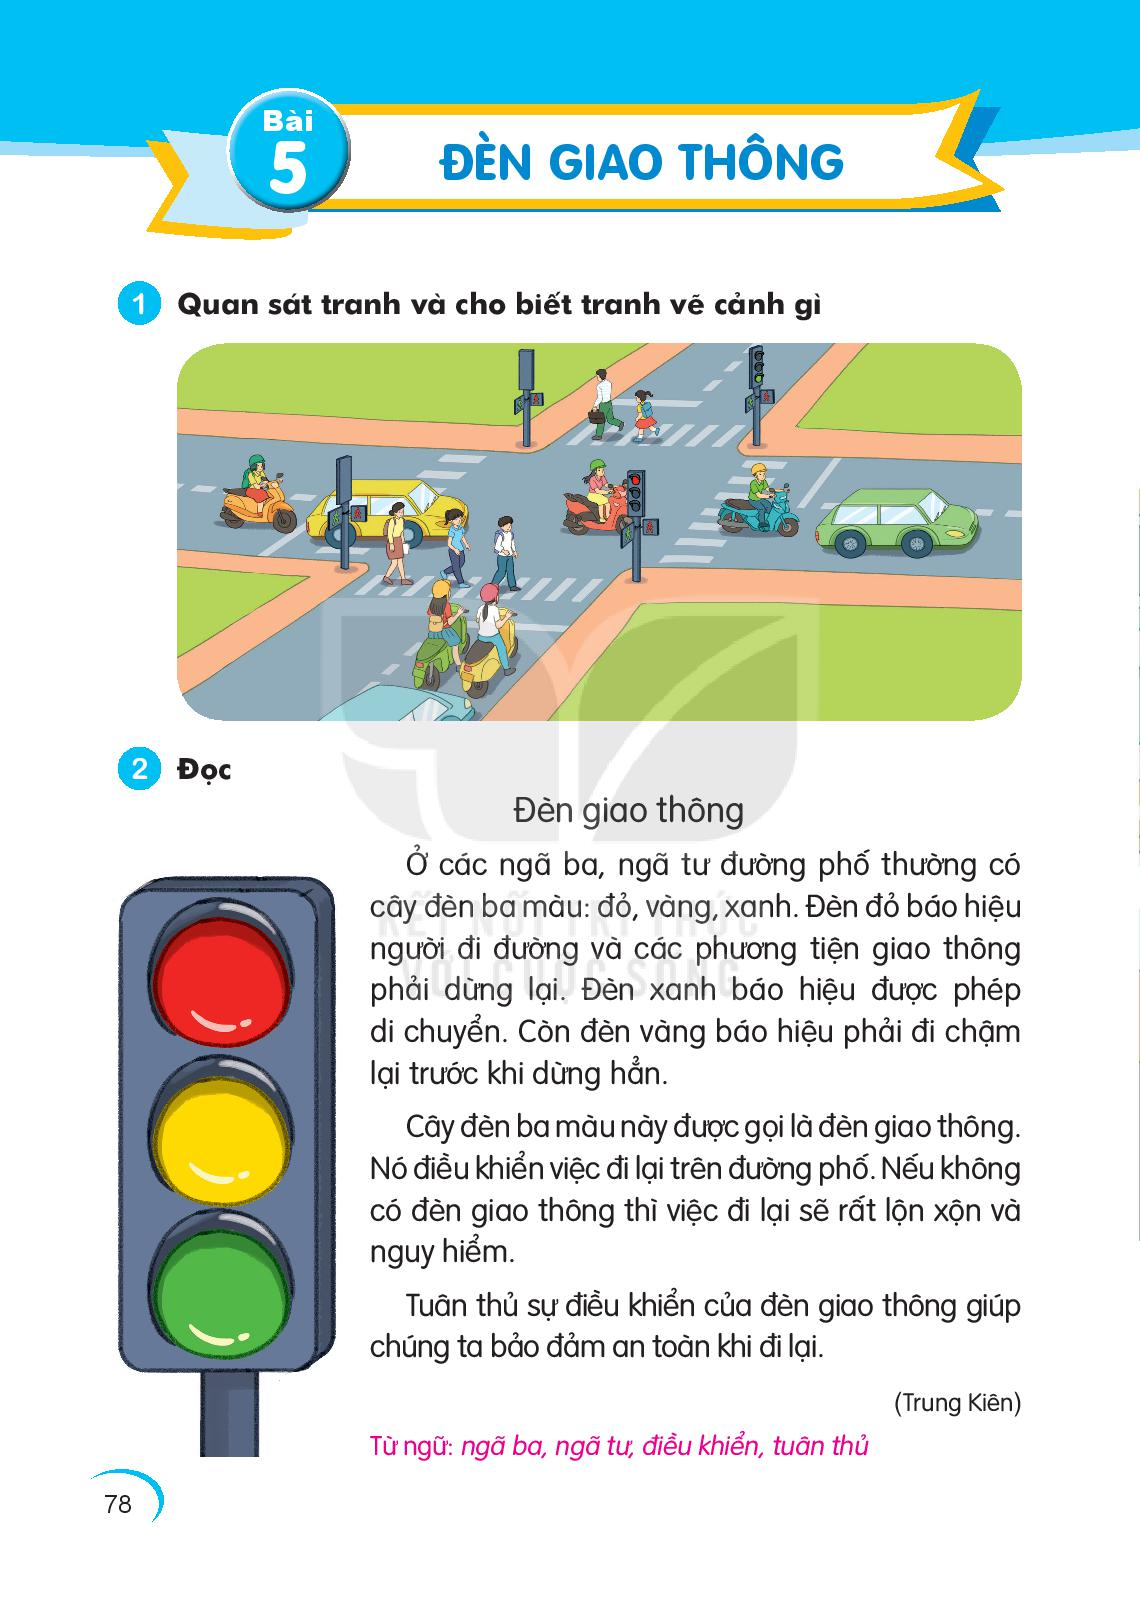 Bài
5
ĐÈN GIAO THÔNG
1 Quan sát tranh và cho biết tranh vẽ cảnh gì
2 Đọc
Đèn giao thông
Ở các ngã ba, ngã tư đường phố thường có
cây đèn ba màu: đỏ, vàng, xanh. Đèn đỏ báo hiệu
người đi đường và các phương tiện giao thông
phải dừng lại. Đèn xanh báo hiệu được phép
di chuyển. Còn đèn vàng báo hiệu phải đi chậm
lại trước khi dừng hẳn.
Cây đèn ba màu này được gọi là đèn giao thông.
Nó điều khiển việc đi lại trên đường phố. Nếu không
có đèn giao thông thì việc đi lại sẽ rất lộn xộn và
nguy hiểm.
Tuân thủ sự điều khiển của đèn giao thông giúp
chúng ta bảo đảm an toàn khi đi lại.
(Trung Kiên)
Từ ngữ: ngã ba, ngã tư, điều khiển, tuân thủ
KẾT NỐI TRI THỨC
VỚI CUỘC SỐNG
78